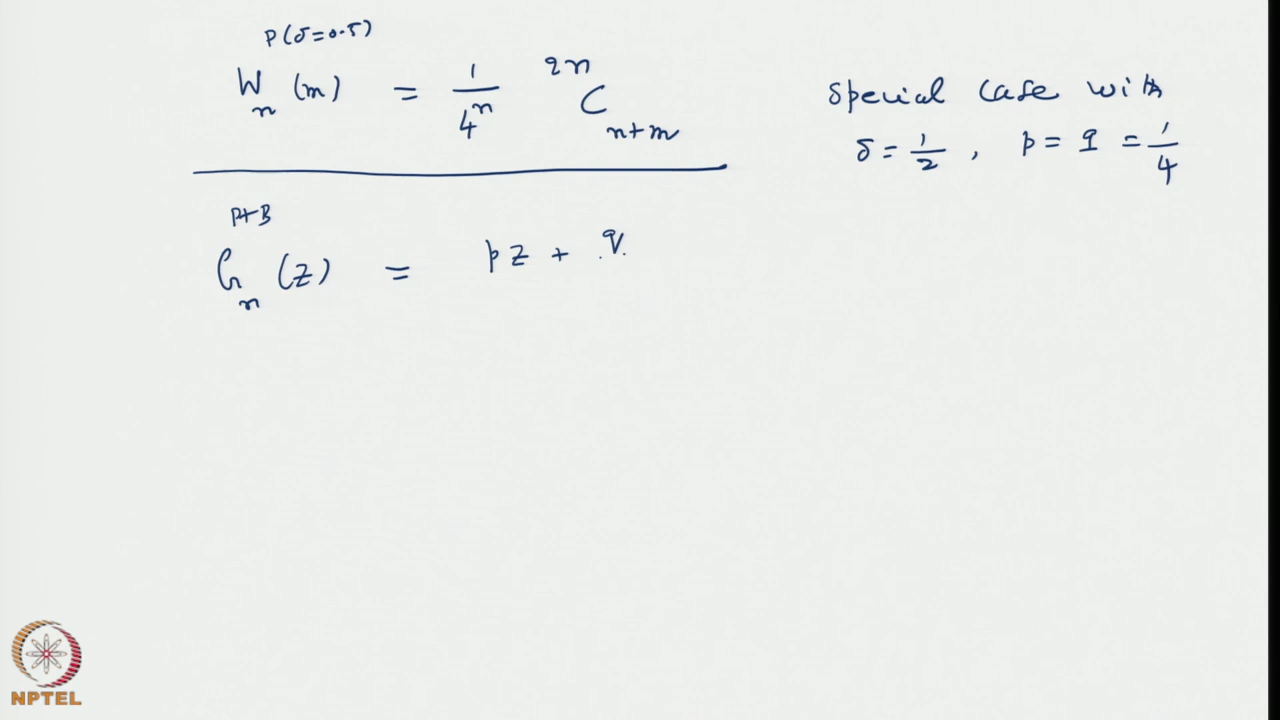 P(δ=0.5)
W_n (m) = 1/4^n ^{2n}C_{n+m}
Special case with
δ = 1/2 , p = q = 1/4
P+B
G_n (z) = pz + q
NPTEL